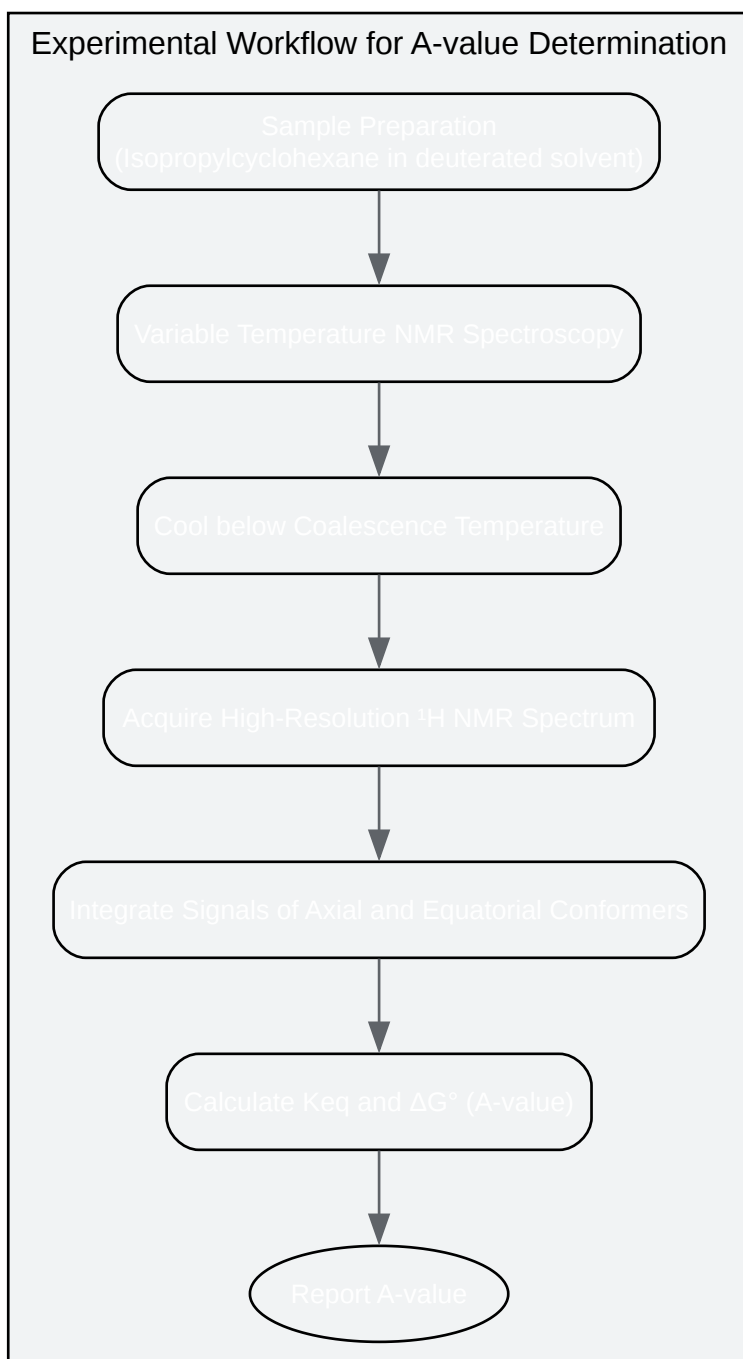 Experimental Workflow for A-value Determination
Sample Preparation
(Isopropylcyclohexane in deuterated solvent)
Variable Temperature NMR Spectroscopy
Cool below Coalescence Temperature
Acquire High-Resolution ¹H NMR Spectrum
Integrate Signals of Axial and Equatorial Conformers
Calculate Keq and ΔG° (A-value)
Report A-value